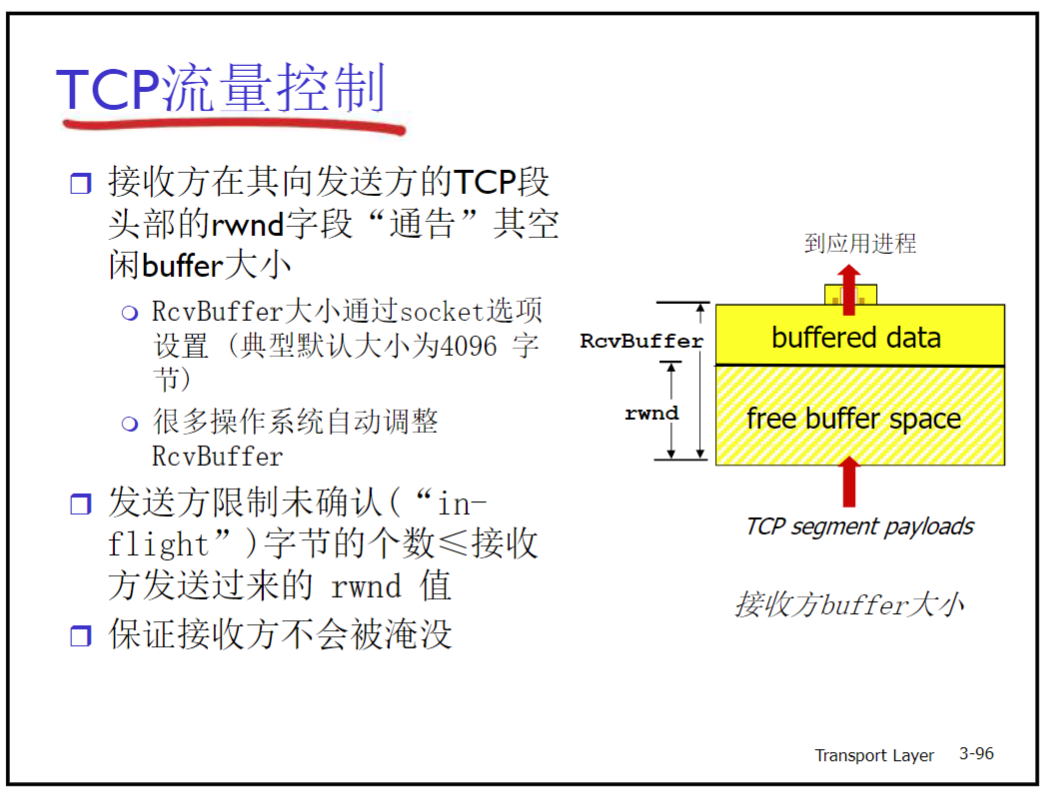 TCP流量控制
接收方在其向发送方的TCP段
头部的rwnd字段“通告”其空
闲buffer大小
RcvBuffer大小通过socket选项
设置 (典型默认大小为4096 字
节)
很多操作系统自动调整
RcvBuffer
发送方限制未确认(“in-
flight”)字节的个数≤接收
方发送过来的 rwnd 值
保证接收方不会被淹没
到应用进程
RcvBuffer
buffered data
rwnd
free buffer space
TCP segment payloads
接收方buffer大小
Transport Layer 3-96